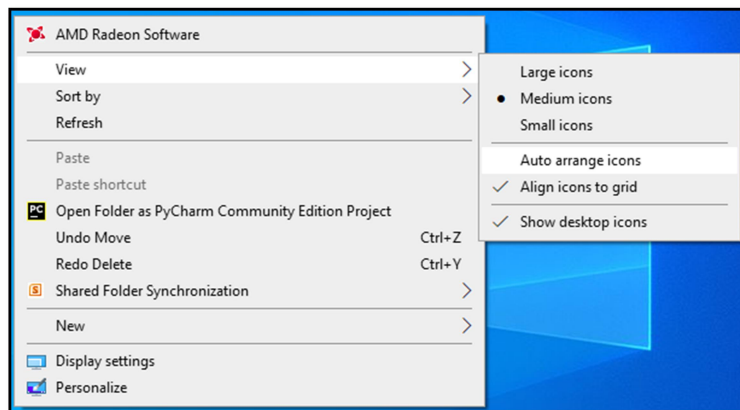 AMD Radeon Software
View
Sort by
Refresh
Paste
Paste shortcut
PC Open Folder as PyCharm Community Edition Project
Undo Move Ctrl+Z
Redo Delete Ctrl+Y
S Shared Folder Synchronization
New
Display settings
Personalize
Large icons
Medium icons
Small icons
Auto arrange icons
Align icons to grid
Show desktop icons